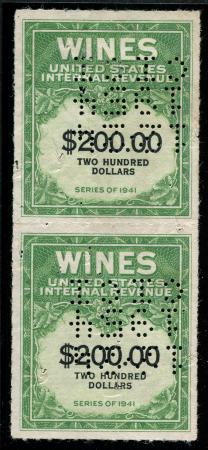 WINES
UNITED STATES
INTERNAL REVENUE
$200.00
TWO HUNDRED
DOLLARS
SERIES OF 1941
WINES
UNITED STATES
INTERNAL REVENUE
$200.00
TWO HUNDRED
DOLLARS
SERIES OF 1941